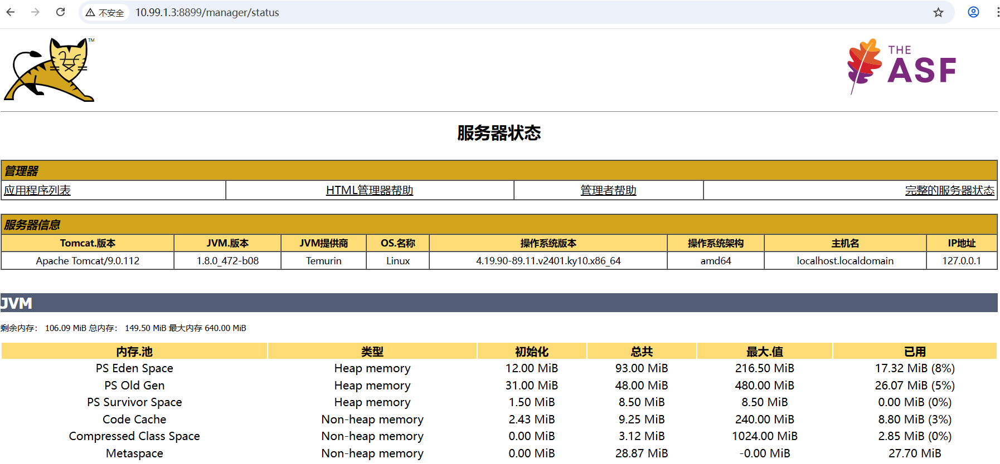 不安全 10.99.1.3:8899/manager/status
TM
THE
ASF
服务器状态
管理器
应用程序列表 HTML管理器帮助 管理者帮助 完整的服务器状态
服务器信息
Tomcat.版本 JVM.版本 JVM提供商 OS.名称 操作系统版本 操作系统架构 主机名 IP地址
Apache Tomcat/9.0.112 1.8.0_472-b08 Temurin Linux 4.19.90-89.11.v2401.ky10.x86_64 amd64 localhost.localdomain 127.0.0.1
JVM
剩余内存： 106.09 MiB 总内存： 149.50 MiB 最大内存 640.00 MiB
内存.池 类型 初始化 总共 最大.值 已用
PS Eden Space Heap memory 12.00 MiB 93.00 MiB 216.50 MiB 17.32 MiB (8%)
PS Old Gen Heap memory 31.00 MiB 48.00 MiB 480.00 MiB 26.07 MiB (5%)
PS Survivor Space Heap memory 1.50 MiB 8.50 MiB 8.50 MiB 0.00 MiB (0%)
Code Cache Non-heap memory 2.43 MiB 9.25 MiB 240.00 MiB 8.80 MiB (3%)
Compressed Class Space Non-heap memory 0.00 MiB 3.12 MiB 1024.00 MiB 2.85 MiB (0%)
Metaspace Non-heap memory 0.00 MiB 28.87 MiB -0.00 MiB 27.70 MiB